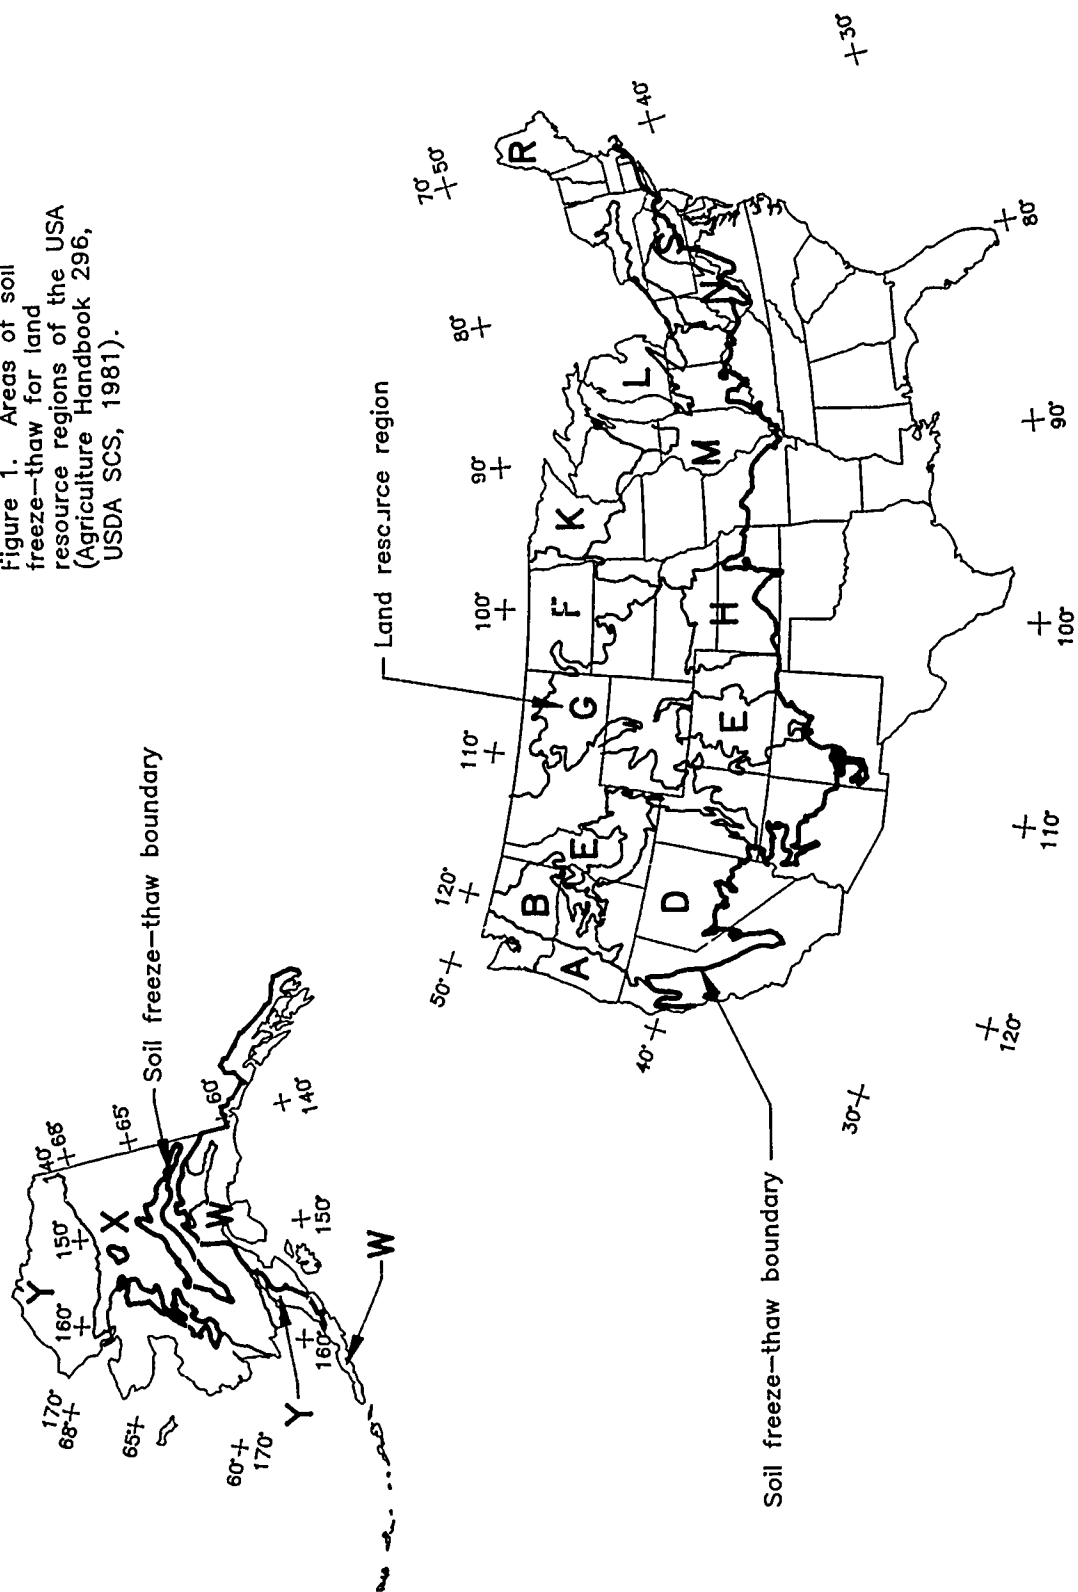 Figure 1. Areas of soil
freeze-thaw for land
resource regions of the USA
(Agriculture Handbook 296,
USDA SCS, 1981).
Soil freeze-thaw boundary
Y
X
W
Y
W
170°
68°
65°
60°
170°
160°
150°
140°
68°
65°
60°
140°
150°
160°
Land resource region
50°
120°
110°
100°
90°
80°
70°
50°
40°
30°
A
B
E
G
F
K
L
R
D
E
H
M
N
S
40°
30°
120°
110°
100°
90°
80°
Soil freeze-thaw boundary